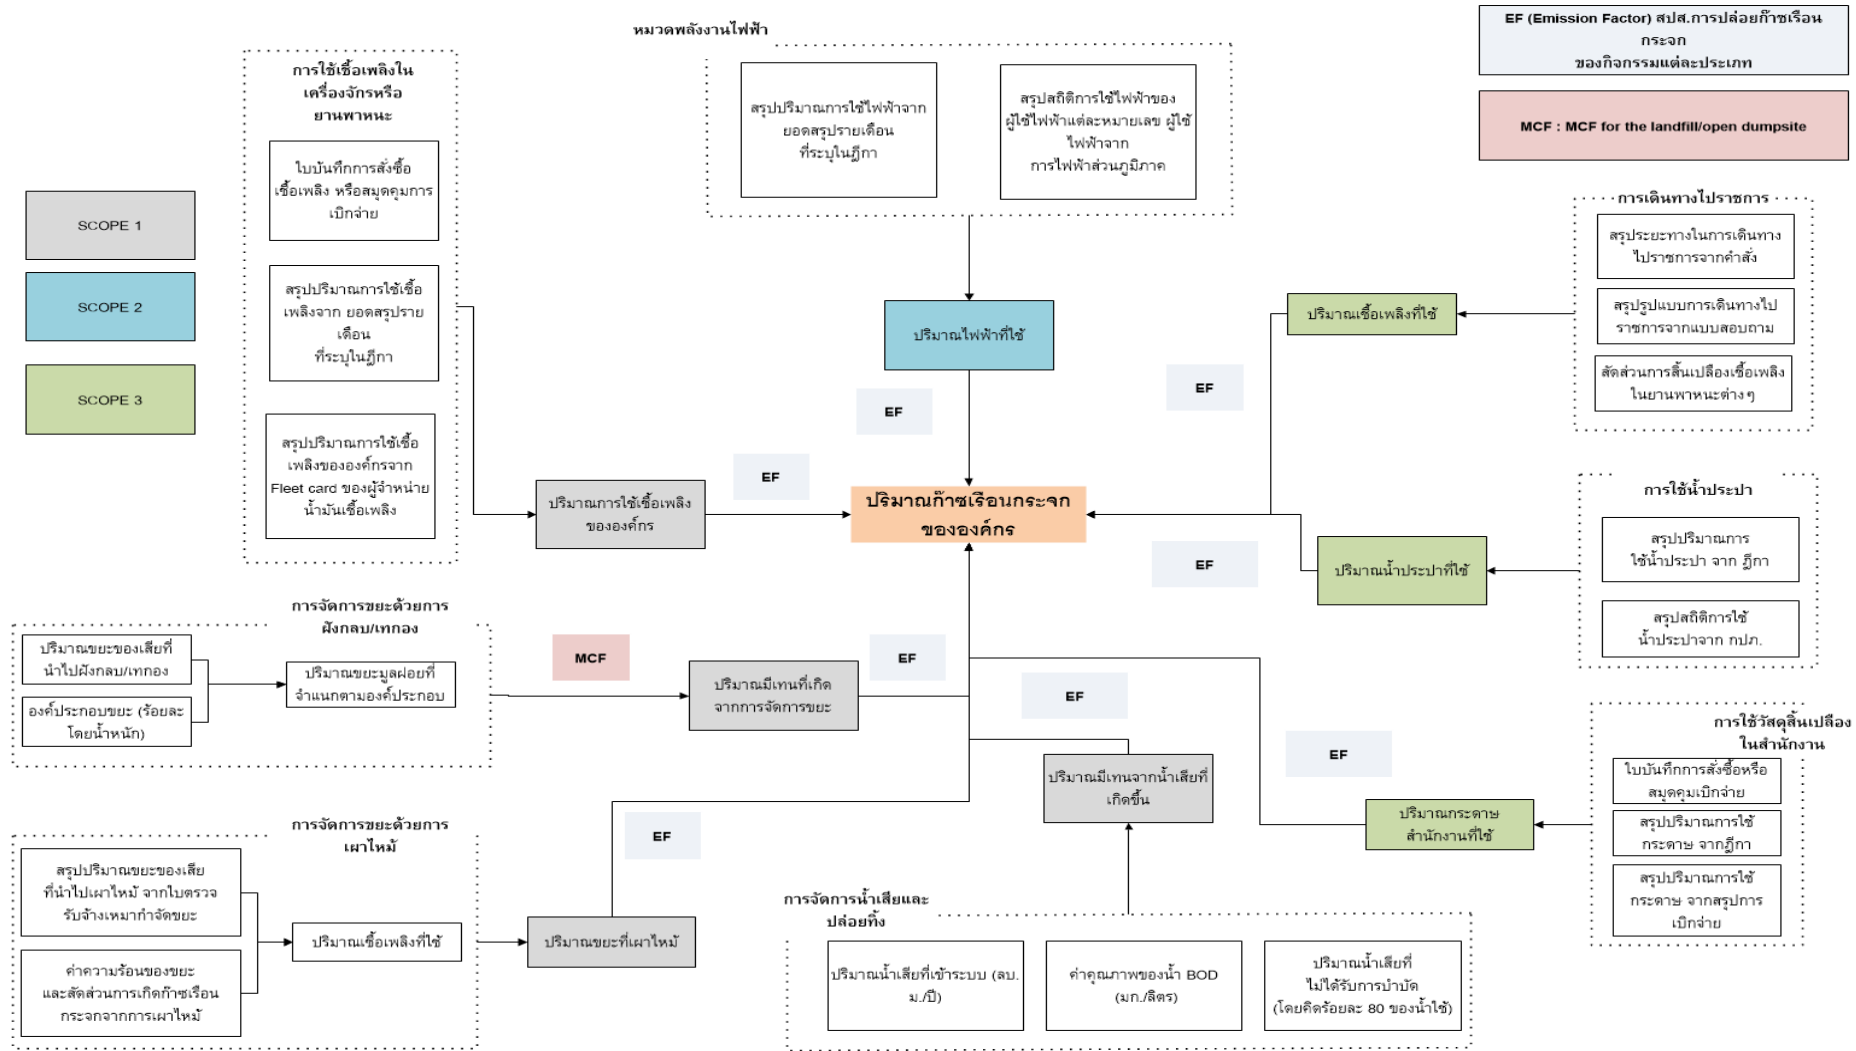 หมวดพลังงานไฟฟ้า
สรุปปริมาณการใช้ไฟฟ้าจาก
ยอดสรุปรายเดือน
ที่ระบุในฎีกา
สรุปสถิติการใช้ไฟฟ้าของ
ผู้ใช้ไฟฟ้าแต่ละหมายเลข ผู้ใช้
ไฟฟ้าจาก
การไฟฟ้าส่วนภูมิภาค
EF (Emission Factor) สปส.การปล่อยก๊าซเรือน
กระจก
ของกิจกรรมแต่ละประเภท
MCF : MCF for the landfill/open dumpsite
SCOPE 1
SCOPE 2
SCOPE 3
การใช้เชื้อเพลิงใน
เครื่องจักรหรือ
ยานพาหนะ
ใบบันทึกการสั่งซื้อ
เชื้อเพลิง หรือสมุดคุมการ
เบิกจ่าย
สรุปปริมาณการใช้เชื้อ
เพลิงจาก ยอดสรุปราย
เดือน
ที่ระบุในฎีกา
สรุปปริมาณการใช้เชื้อ
เพลิงขององค์กรจาก
Fleet card ของผู้จำหน่าย
น้ำมันเชื้อเพลิง
ปริมาณการใช้เชื้อเพลิง
ขององค์กร
EF
ปริมาณไฟฟ้าที่ใช้
EF
ปริมาณก๊าซเรือนกระจก
ขององค์กร
การเดินทางไปราชการ
สรุประยะทางในการเดินทาง
ไปราชการจากคำสั่ง
สรุปรูปแบบการเดินทางไป
ราชการจากแบบสอบถาม
สัดส่วนการสิ้นเปลืองเชื้อเพลิง
ในยานพาหนะต่างๆ
ปริมาณเชื้อเพลิงที่ใช้
EF
การใช้น้ำประปา
สรุปปริมาณการ
ใช้น้ำประปา จาก ฎีกา
สรุปสถิติการใช้
น้ำประปาจาก กปภ.
ปริมาณน้ำประปาที่ใช้
EF
การจัดการขยะด้วยการ
ฝังกลบ/เทกอง
ปริมาณขยะของเสียที่
นำไปฝังกลบ/เทกอง
องค์ประกอบขยะ (ร้อยละ
โดยน้ำหนัก)
ปริมาณขยะมูลฝอยที่
จำแนกตามองค์ประกอบ
MCF
ปริมาณมีเทนที่เกิด
จากการจัดการขยะ
EF
EF
ปริมาณมีเทนจากน้ำเสียที่
เกิดขึ้น
การใช้วัสดุสิ้นเปลือง
ในสำนักงาน
ใบบันทึกการสั่งซื้อหรือ
สมุดคุมเบิกจ่าย
สรุปปริมาณการใช้
กระดาษ จากฎีกา
สรุปปริมาณการใช้
กระดาษ จากสรุปการ
เบิกจ่าย
ปริมาณกระดาษ
สำนักงานที่ใช้
EF
การจัดการขยะด้วยการ
เผาไหม้
สรุปปริมาณขยะของเสีย
ที่นำไปเผาไหม้ จากใบตรวจ
รับจ้างเหมากำจัดขยะ
ค่าความร้อนของขยะ
และสัดส่วนการเกิดก๊าซเรือน
กระจกจากการเผาไหม้
ปริมาณเชื้อเพลิงที่ใช้
ปริมาณขยะที่เผาไหม้
EF
การจัดการน้ำเสียและ
ปล่อยทิ้ง
ปริมาณน้ำเสียที่เข้าระบบ (ลบ.
ม./ปี)
ค่าคุณภาพของน้ำ BOD
(มก./ลิตร)
ปริมาณน้ำเสียที่
ไม่ได้รับการบำบัด
(โดยคิดร้อยละ 80 ของน้ำใช้)